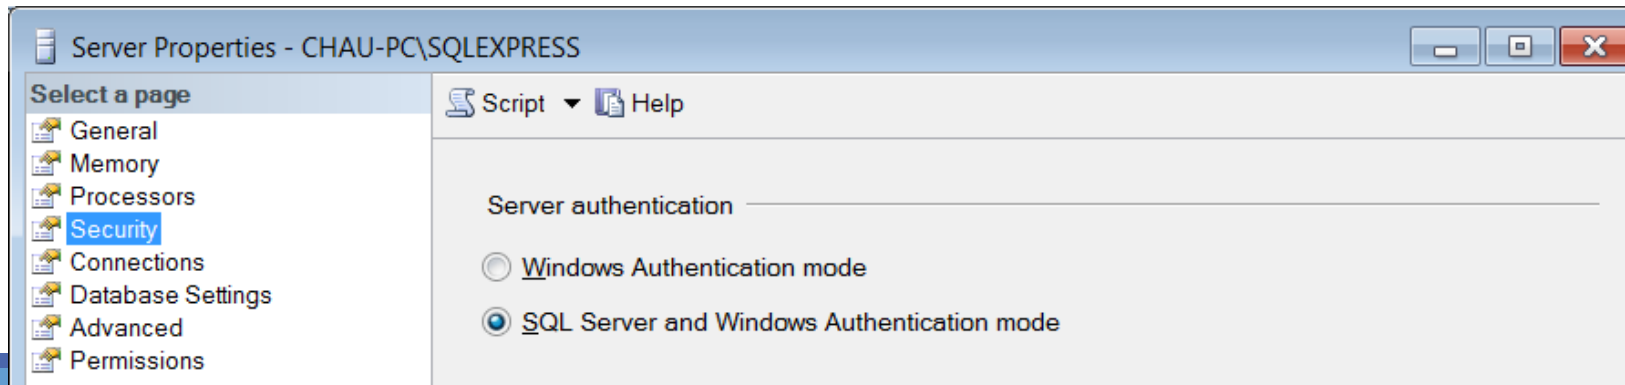 Server Properties - CHAU-PC\SQLEXPRESS
Select a page
General
Memory
Processors
Security
Connections
Database Settings
Advanced
Permissions
Script Help
Server authentication
Windows Authentication mode
SQL Server and Windows Authentication mode